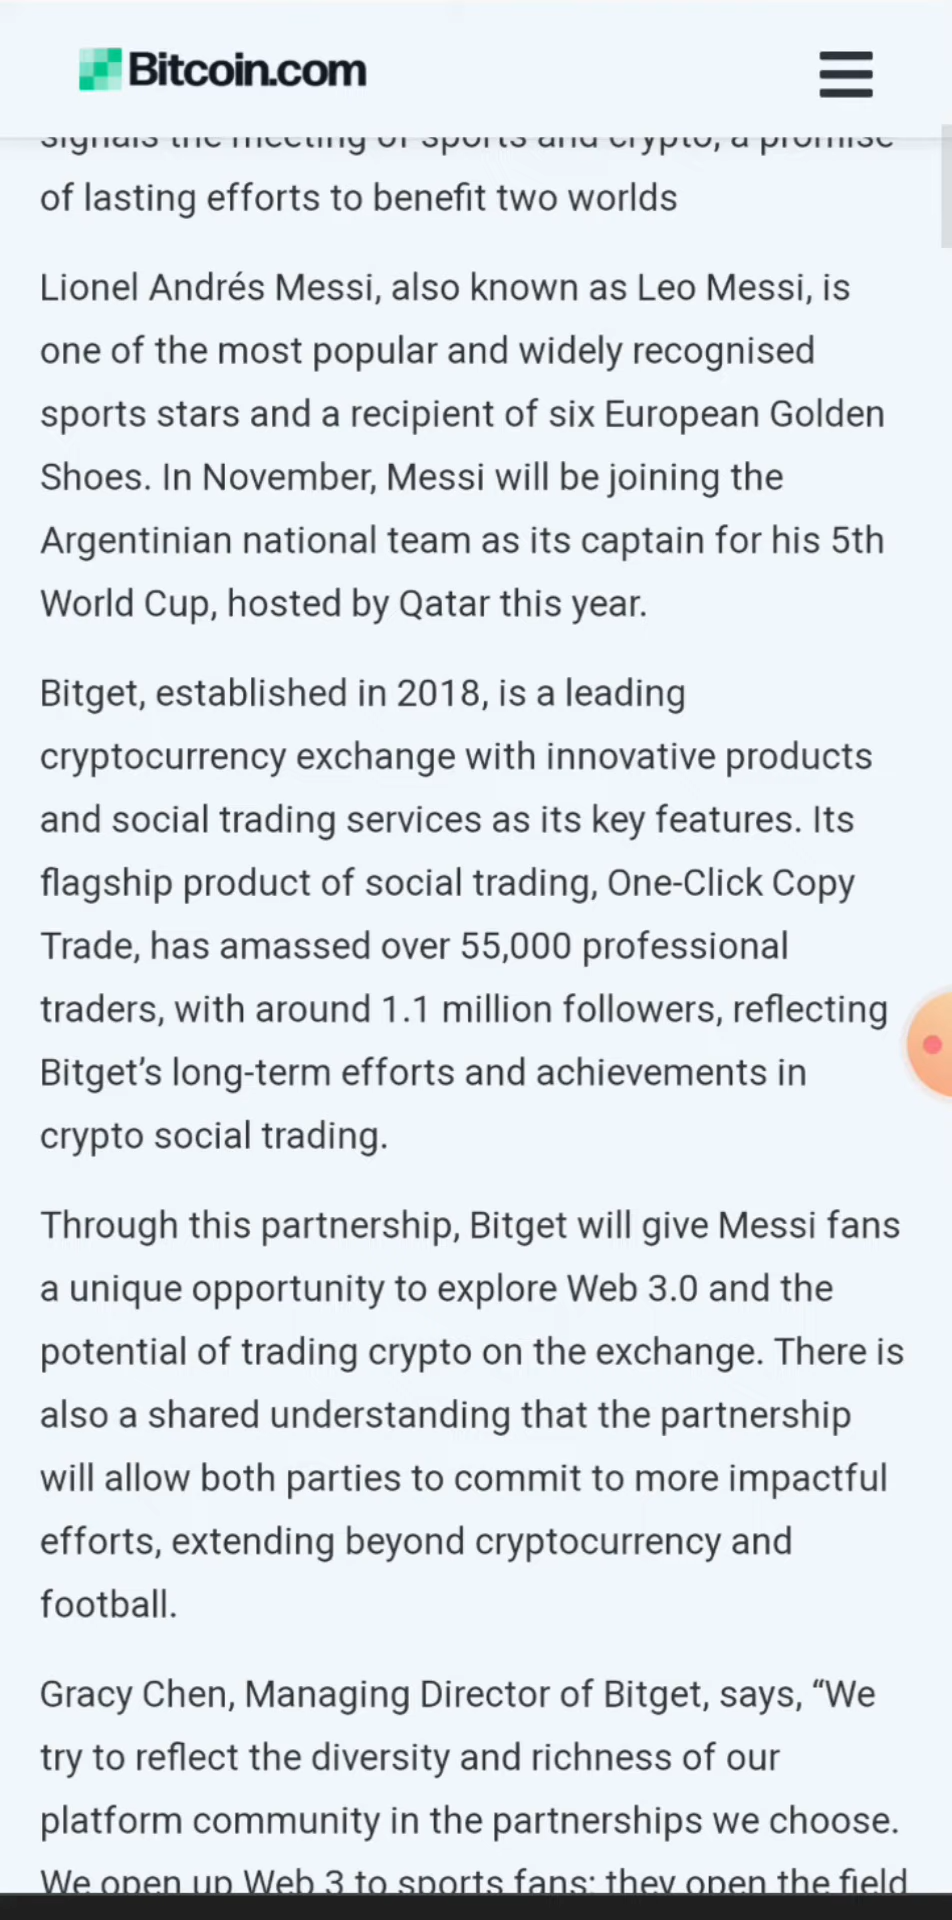 Bitcoin.com
signals the meeting of sports and crypto, a promise
of lasting efforts to benefit two worlds
Lionel Andrés Messi, also known as Leo Messi, is
one of the most popular and widely recognised
sports stars and a recipient of six European Golden
Shoes. In November, Messi will be joining the
Argentinian national team as its captain for his 5th
World Cup, hosted by Qatar this year.
Bitget, established in 2018, is a leading
cryptocurrency exchange with innovative products
and social trading services as its key features. Its
flagship product of social trading, One-Click Copy
Trade, has amassed over 55,000 professional
traders, with around 1.1 million followers, reflecting
Bitget’s long-term efforts and achievements in
crypto social trading.
Through this partnership, Bitget will give Messi fans
a unique opportunity to explore Web 3.0 and the
potential of trading crypto on the exchange. There is
also a shared understanding that the partnership
will allow both parties to commit to more impactful
efforts, extending beyond cryptocurrency and
football.
Gracy Chen, Managing Director of Bitget, says, “We
try to reflect the diversity and richness of our
platform community in the partnerships we choose.
We open up Web 3 to sports fans; they open the field